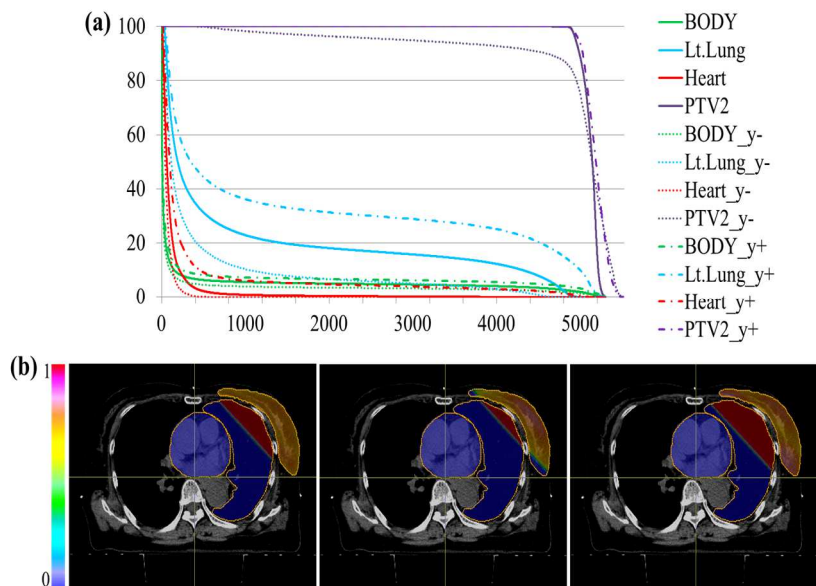 (a)
100
80
60
40
20
0
0 1000 2000 3000 4000 5000
BODY
Lt.Lung
Heart
PTV2
BODY_y-
Lt.Lung_y-
Heart_y-
PTV2_y-
BODY_y+
Lt.Lung_y+
Heart_y+
PTV2_y+
(b)
1
0